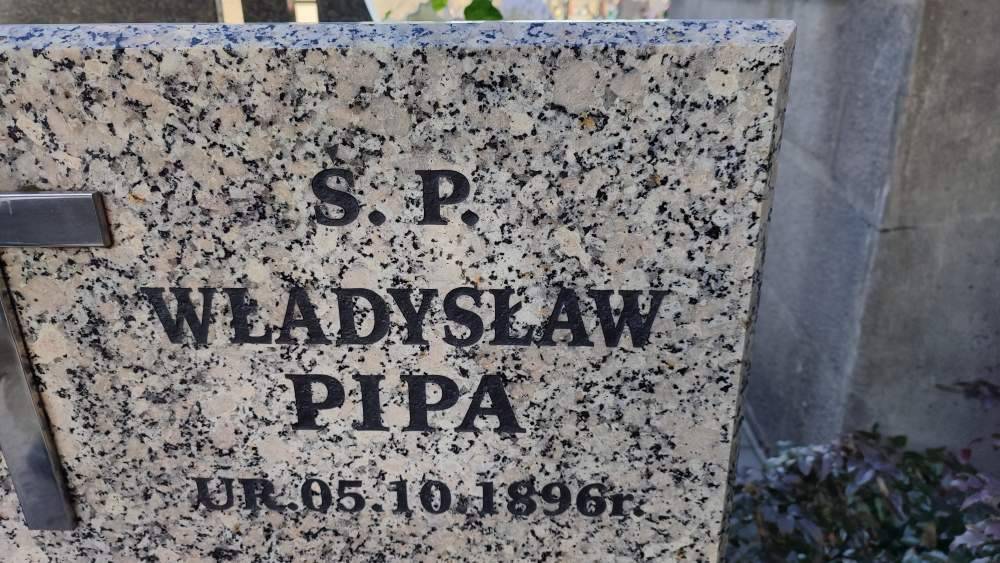 Ś. P.
WŁADYSŁAW
PIPA
UR.05.10.1896r.